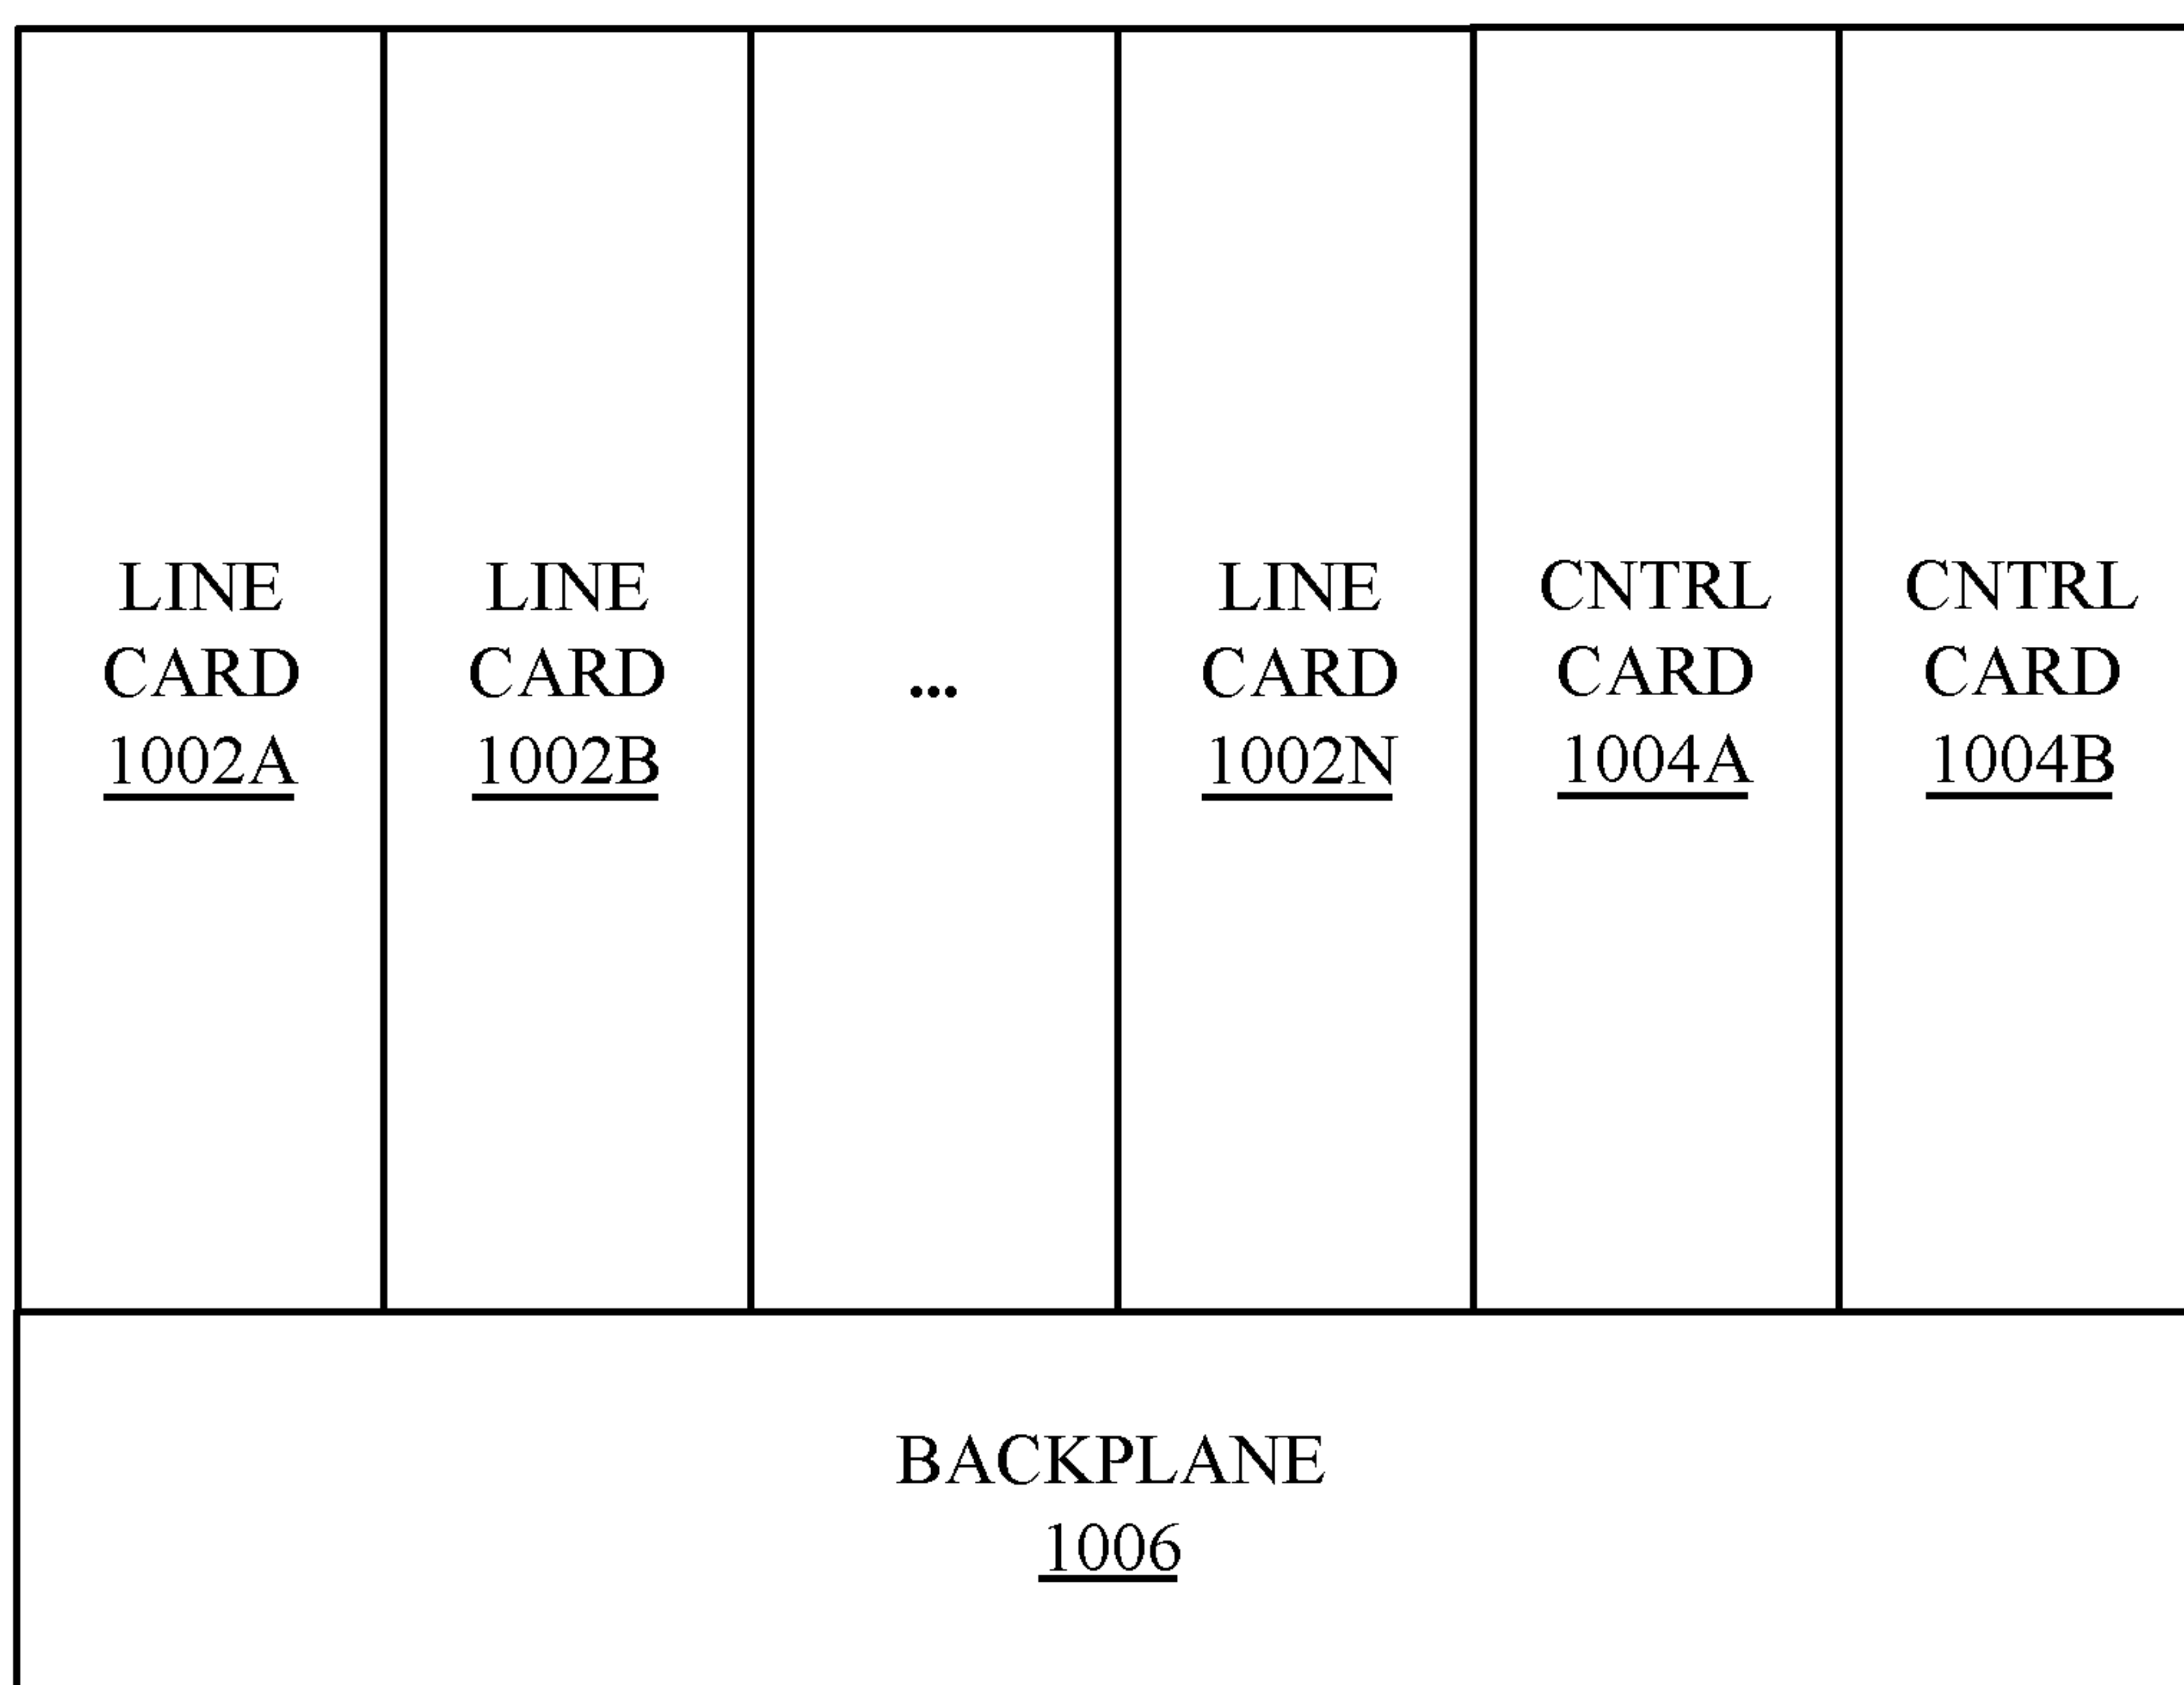 LINE
CARD
1002A
LINE
CARD
1002B
...
LINE
CARD
1002N
CNTRL
CARD
1004A
CNTRL
CARD
1004B
BACKPLANE
1006